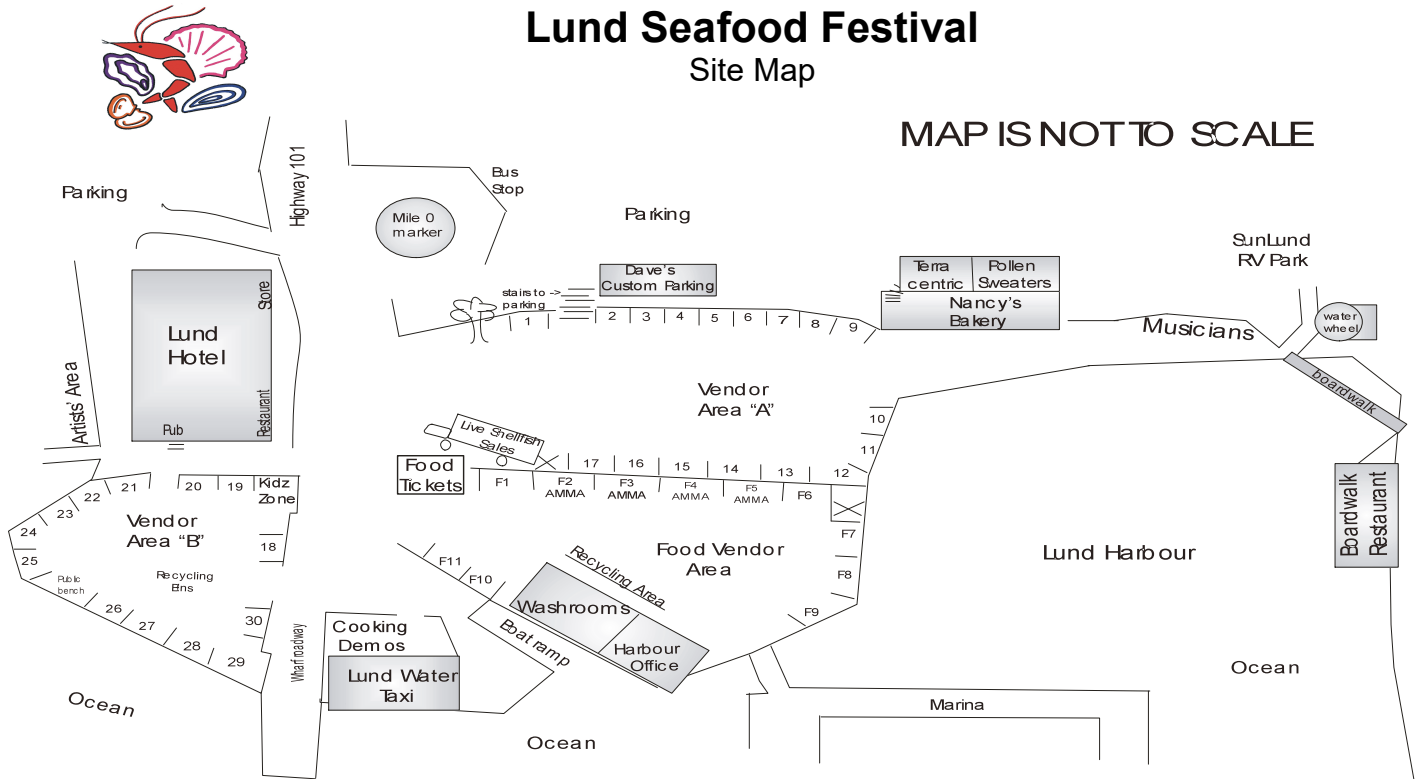 Lund Seafood Festival
Site Map
MAP IS NOT TO SCALE
Parking
Highway 101
Bus
Stop
Mile 0
marker
Parking
SunLund
RV Park
Dave's
Custom Parking
stairs to ->
parking
Terra
centric
Pollen
Sweaters
Nancy's
Bakery
Musicians
water
wheel
boardwalk
Boardwalk
Restaurant
Store
Lund
Hotel
Restaurant
Pub
Artists' Area
1
2
3
4
5
6
7
8
9
Vendor
Area "A"
10
11
Live Shellfish
Sales
Food
Tickets
17
16
15
14
13
12
F1
F2
AMMA
F3
AMMA
F4
AMMA
F5
AMMA
F6
F7
F8
F9
Food Vendor
Area
F11
F10
Recycling Area
Washrooms
Harbour
Office
Boat ramp
21
20
19
Kidz
Zone
22
23
24
25
Vendor
Area "B"
18
Recycling
Bins
Public
bench
26
27
28
29
30
Wharf roadway
Cooking
Demos
Lund Water
Taxi
Lund Harbour
Ocean
Ocean
Ocean
Marina